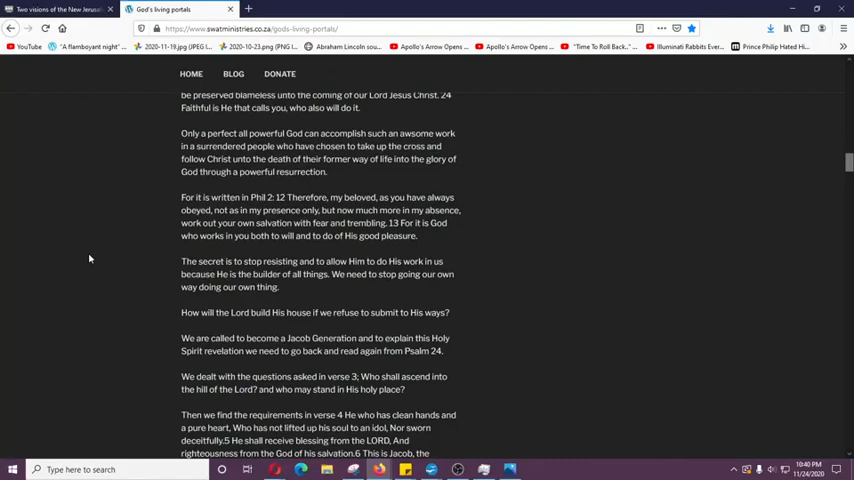 Two visions of the New Jerusal
God's living portals
https://www.swatministries.co.za/gods-living-portals/
YouTube
"A flamboyant night" (
2020-11-19.jpg (JPEG I
2020-10-23.png (PNG I
Abraham Lincoln sou
Apollo's Arrow Opens
Apollo's Arrow Opens
"Time To Roll Back."
Illuminati Rabbits Ever
Prince Philip Hated Hi
HOME BLOG DONATE
be preserved blameless unto the coming of our Lord Jesus Christ. 24
Faithful is He that calls you, who also will do it.
Only a perfect all powerful God can accomplish such an awsome work
in a surrendered people who have chosen to take up the cross and
follow Christ unto the death of their former way of life into the glory of
God through a powerful resurrection.
For it is written in Phil 2: 12 Therefore, my beloved, as you have always
obeyed, not as in my presence only, but now much more in my absence,
work out your own salvation with fear and trembling. 13 For it is God
who works in you both to will and to do of His good pleasure.
The secret is to stop resisting and to allow Him to do His work in us
because He is the builder of all things. We need to stop going our own
way doing our own thing.
How will the Lord build His house if we refuse to submit to His ways?
We are called to become a Jacob Generation and to explain this Holy
Spirit revelation we need to go back and read again from Psalm 24.
We dealt with the questions asked in verse 3; Who shall ascend into
the hill of the Lord? and who may stand in His holy place?
Then we find the requirements in verse 4 He who has clean hands and
a pure heart, Who has not lifted up his soul to an idol, Nor sworn
deceitfully.5 He shall receive blessing from the LORD, And
righteousness from the God of his salvation.6 This is Jacob, the
Type here to search
10:40 PM
11/24/2020